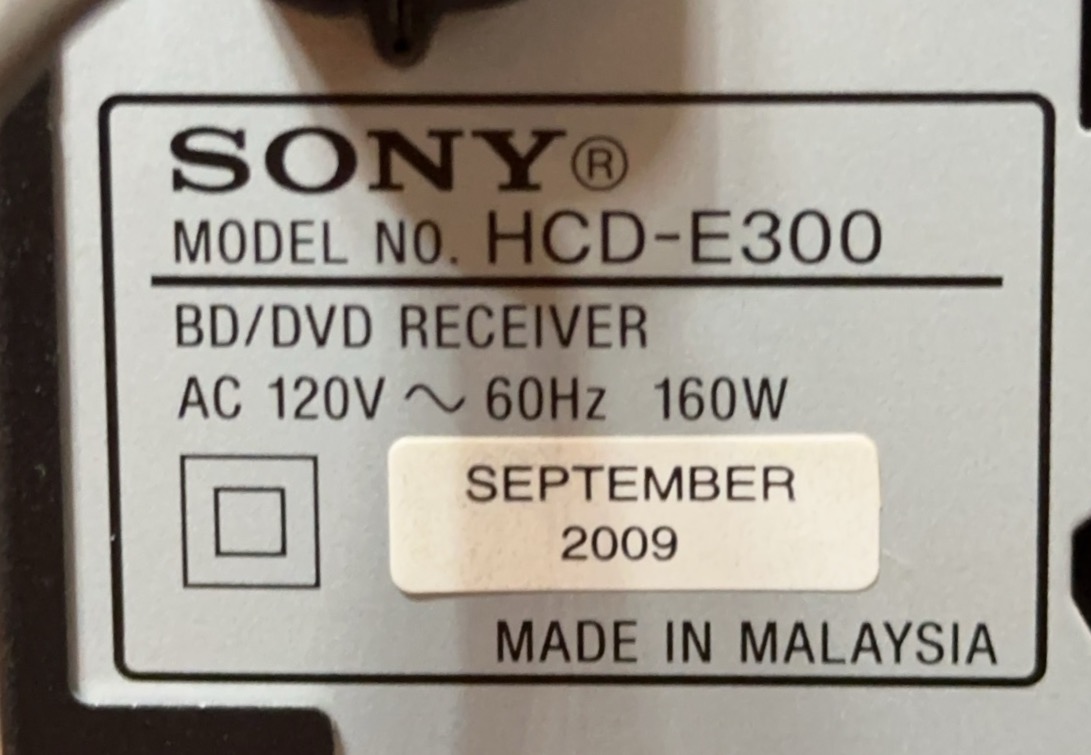 SONY®
MODEL NO. HCD-E300
BD/DVD RECEIVER
AC 120V ~ 60Hz 160W
SEPTEMBER
2009
MADE IN MALAYSIA